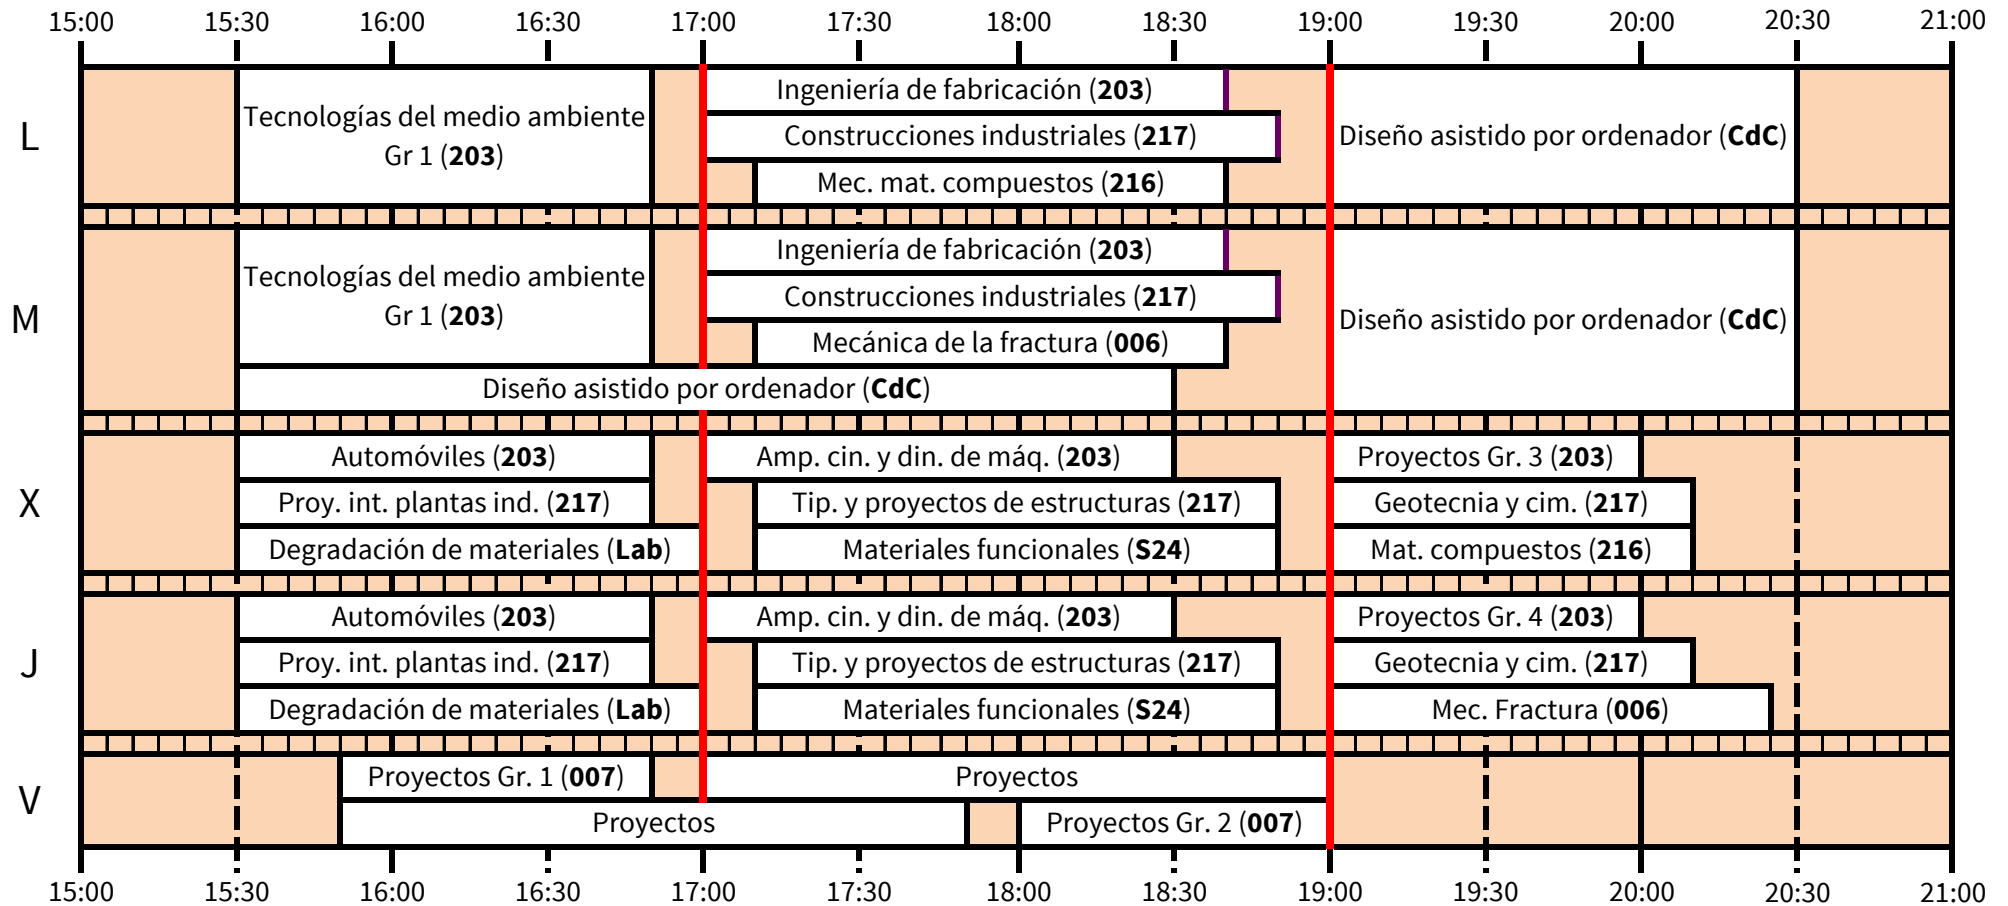 15:00 15:30 16:00 16:30 17:00 17:30 18:00 18:30 19:00 19:30 20:00 20:30 21:00
L
Tecnologías del medio ambiente
Gr 1 (203)
Ingeniería de fabricación (203)
Construcciones industriales (217)
Mec. mat. compuestos (216)
Diseño asistido por ordenador (CdC)
M
Tecnologías del medio ambiente
Gr 1 (203)
Ingeniería de fabricación (203)
Construcciones industriales (217)
Mecánica de la fractura (006)
Diseño asistido por ordenador (CdC)
Diseño asistido por ordenador (CdC)
X
Automóviles (203)
Amp. cin. y din. de máq. (203)
Proyectos Gr. 3 (203)
Proy. int. plantas ind. (217)
Tip. y proyectos de estructuras (217)
Geotecnia y cim. (217)
Degradación de materiales (Lab)
Materiales funcionales (S24)
Mat. compuestos (216)
J
Automóviles (203)
Amp. cin. y din. de máq. (203)
Proyectos Gr. 4 (203)
Proy. int. plantas ind. (217)
Tip. y proyectos de estructuras (217)
Geotecnia y cim. (217)
Degradación de materiales (Lab)
Materiales funcionales (S24)
Mec. Fractura (006)
V
Proyectos Gr. 1 (007)
Proyectos
Proyectos
Proyectos Gr. 2 (007)
15:00 15:30 16:00 16:30 17:00 17:30 18:00 18:30 19:00 19:30 20:00 20:30 21:00